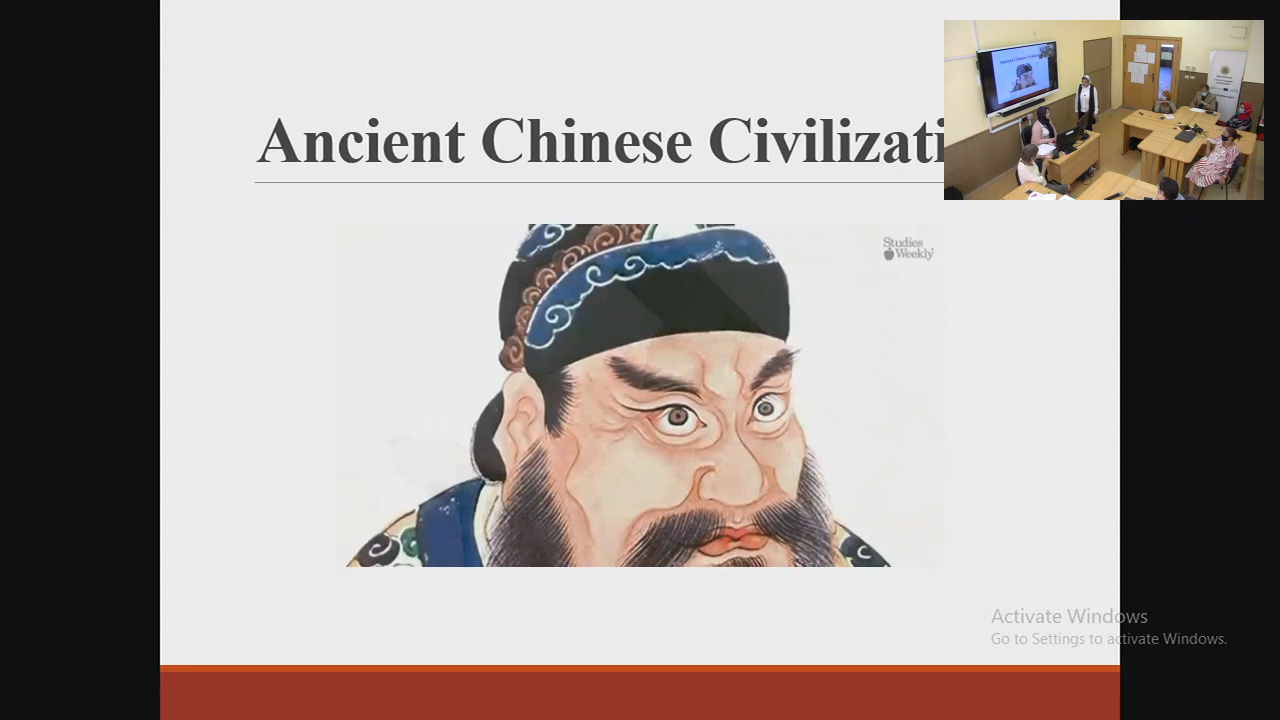 Ancient Chinese Civilizati
Studies
Weekly
Activate Windows
Go to Settings to activate Windows.